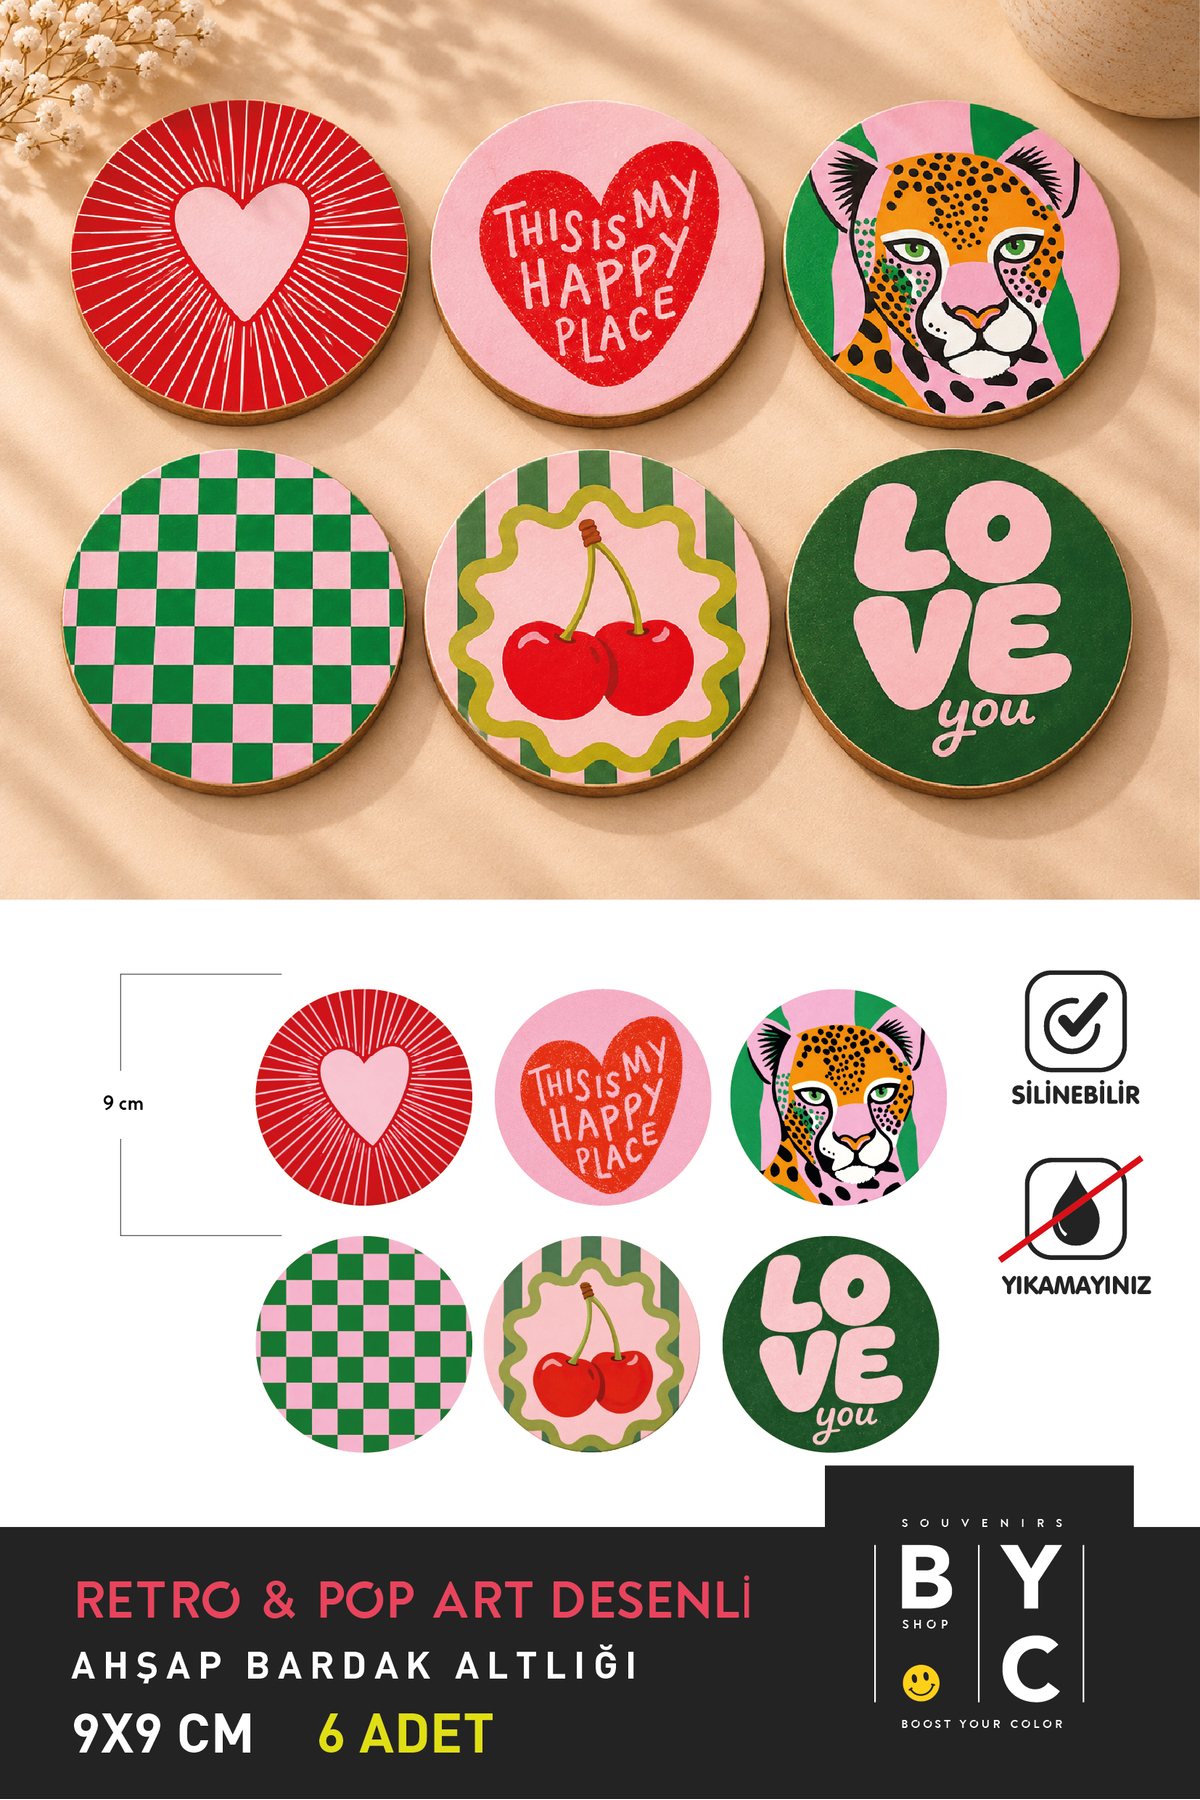 THIS IS MY
HAPPY
PLACE
LO
VE
you
9 cm
THIS IS MY
HAPPY
PLACE
SİLİNEBİLİR
YIKAMAYINIZ
LO
VE
you
RETRO & POP ART DESENLİ
AHŞAP BARDAK ALTLIĞI
9X9 CM 6 ADET
SOUVENIRS
B Y
SHOP
C
BOOST YOUR COLOR